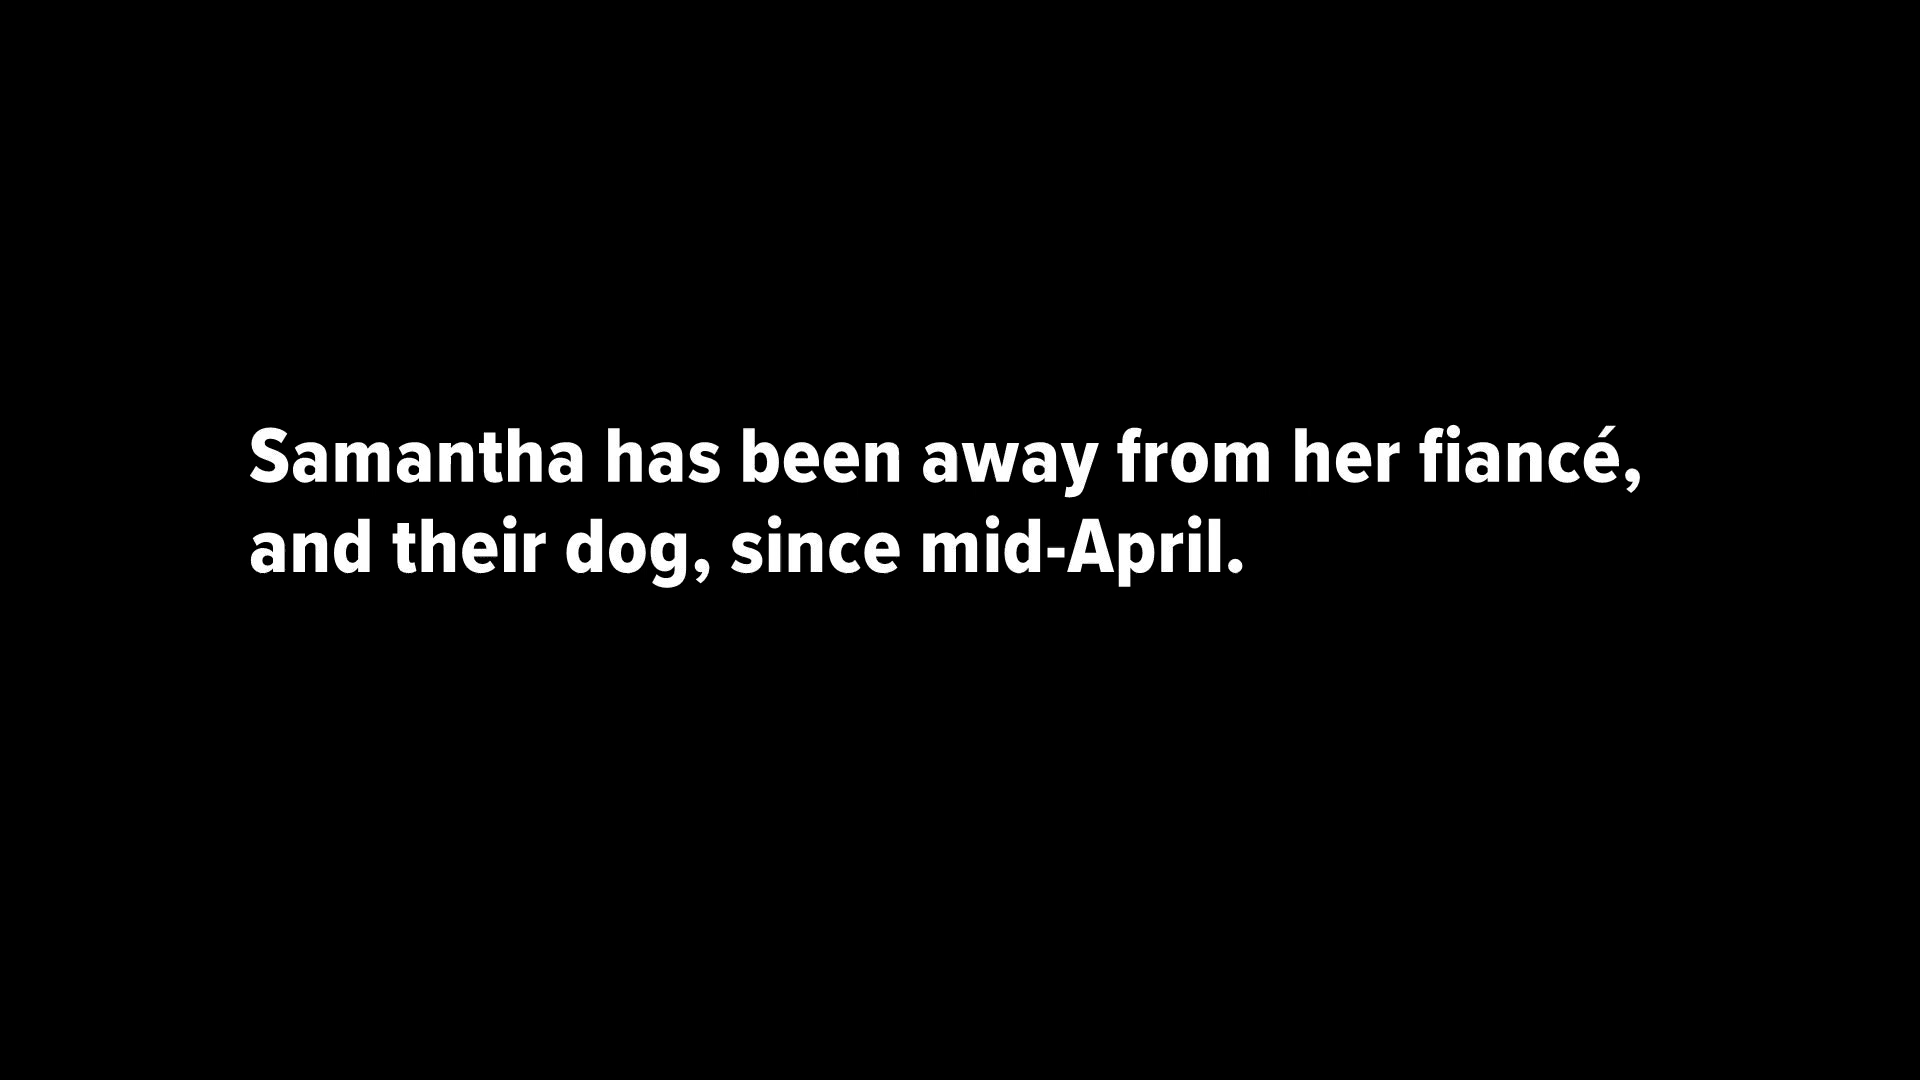 Samantha has been away from her fiancé,
and their dog, since mid-April.